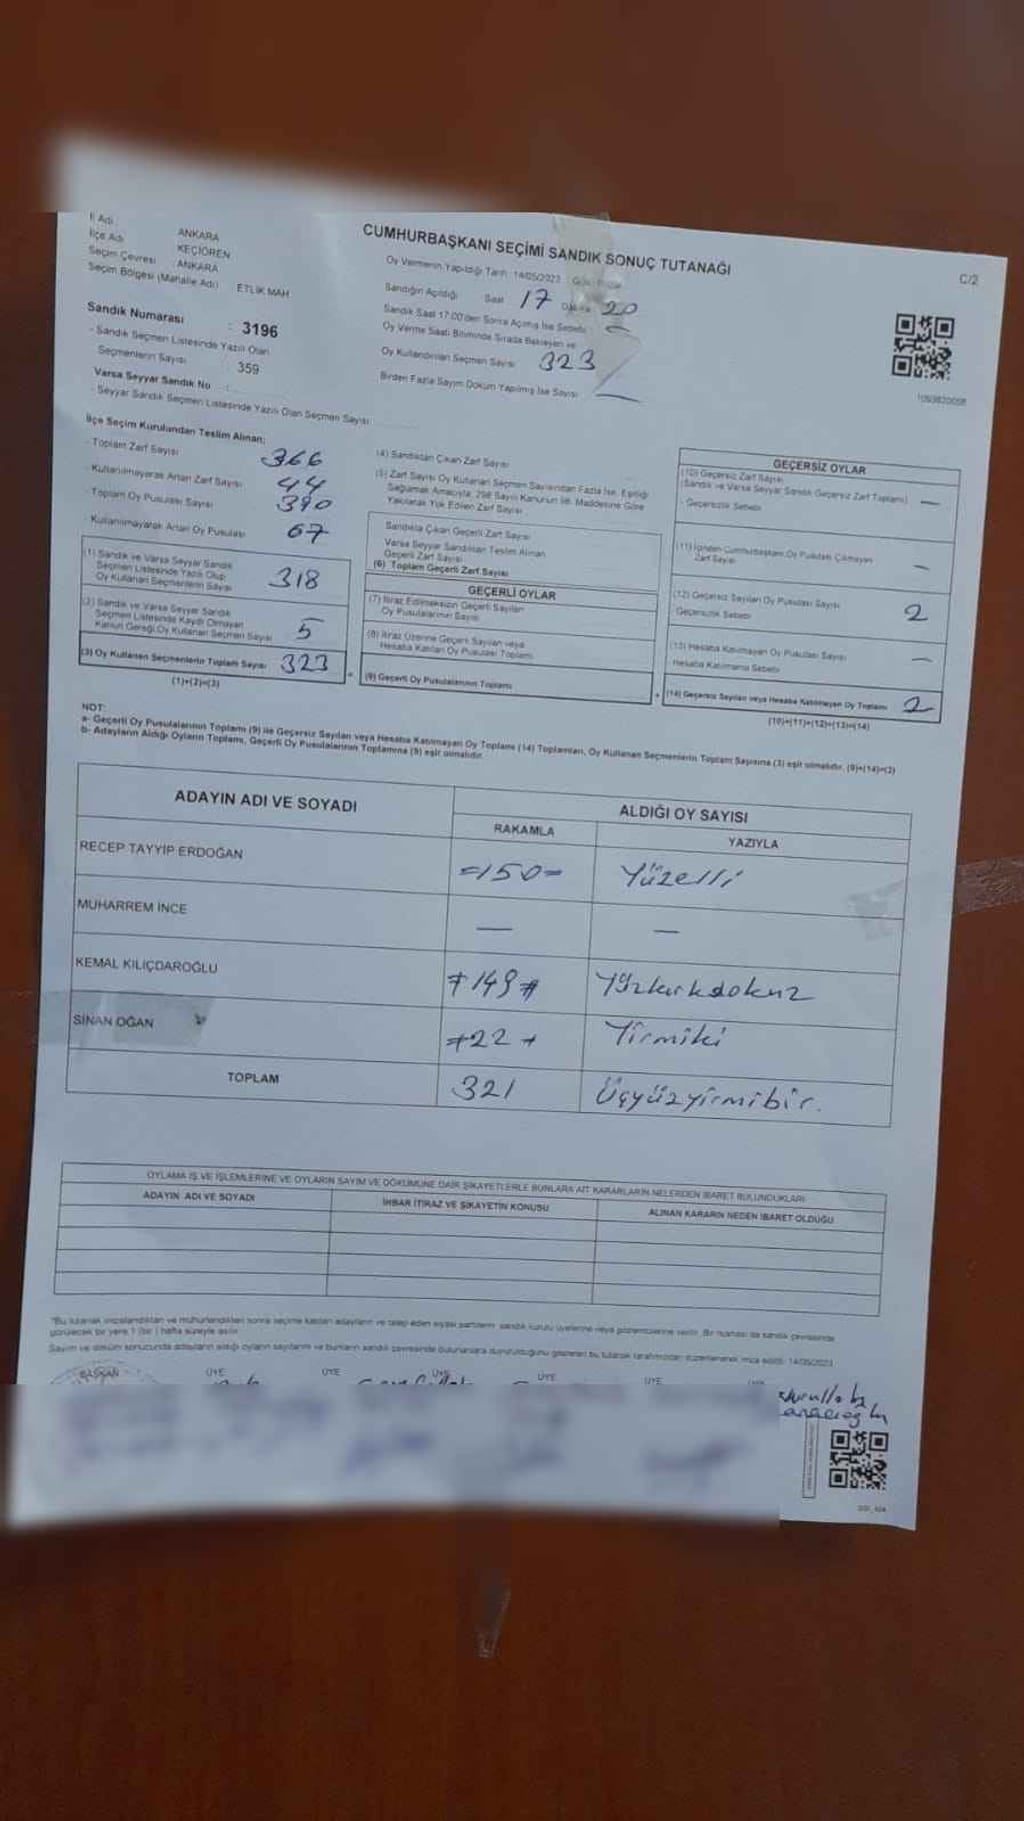 İl Adı : ANKARA
İlçe Adı KEÇİÖREN
Seçim Çevresi ANKARA
Seçim Bölgesi (Mahalle Adı) ETLİK MAH
CUMHURBAŞKANI SEÇİMİ SANDIK SONUÇ TUTANAĞI
C/2
Oy Vermenin Yapıldığı Tarih : 14/05/2023
Sandığın Açıldığı Saat 17 20
Sandık Saat 17:00'den Sonra Açılmış İse Sebebi
Oy Verme Saati Bitiminde Sırada Bekleyen ve
Oy Kullandırılan Seçmen Sayısı 323
Birden Fazla Sayım Döküm Yapılmış İse Sayısı —
Sandık Numarası : 3196
- Sandık Seçmen Listesinde Yazılı Olan
Seçmenlerin Sayısı 359
Varsa Seyyar Sandık No :
- Seyyar Sandık Seçmen Listesinde Yazılı Olan Seçmen Sayısı
İlçe Seçim Kurulundan Teslim Alınan;
- Toplam Zarf Sayısı 366
- Kullanılmayarak Artan Zarf Sayısı 44
- Toplam Oy Pusulası Sayısı 390
- Kullanılmayarak Artan Oy Pusulası 67
(1) Sandık ve Varsa Seyyar Sandık
Seçmen Listesinde Yazılı Olup
Oy Kullanan Seçmenlerin Sayısı 318
(2) Sandık ve Varsa Seyyar Sandık
Seçmen Listesinde Kaydı Olmayan
Kanun Gereği Oy Kullanan Seçmen Sayısı 5
(3) Oy Kullanan Seçmenlerin Toplam Sayısı 323
(1)+(2)=(3)
(4) Sandıktan Çıkan Zarf Sayısı
(5) Zarf Sayısı Oy Kullanan Seçmen Sayısından Fazla İse, Eşitliği
Sağlamak Amacıyla, 298 Sayılı Kanunun 98. Maddesine Göre
Yakılarak Yok Edilen Zarf Sayısı
Sandıkta Çıkan Geçerli Zarf Sayısı
Varsa Seyyar Sandıktan Teslim Alınan
Geçerli Zarf Sayısı
(6) Toplam Geçerli Zarf Sayısı
GEÇERLİ OYLAR
(7) İtiraz Edilmeksizin Geçerli Sayılan
Oy Pusulalarının Sayısı
(8) İtiraz Üzerine Geçerli Sayılan veya
Hesaba Katılan Oy Pusulası Toplamı
(9) Geçerli Oy Pusulalarının Toplamı
GEÇERSİZ OYLAR
(10) Geçersiz Zarf Sayısı
(Sandık ve Varsa Seyyar Sandık Geçersiz Zarf Toplamı) —
Geçersizlik Sebebi
(11) İçinden Cumhurbaşkanı Oy Pusulası Çıkmayan
Zarf Sayısı —
(12) Geçersiz Sayılan Oy Pusulası Sayısı 2
Geçersizlik Sebebi
(13) Hesaba Katılmayan Oy Pusulası Sayısı —
Hesaba Katılmama Sebebi
(14) Geçersiz Sayılan veya Hesaba Katılmayan Oy Toplamı 2
(10)+(11)+(12)+(13)=(14)
NOT:
a- Geçerli Oy Pusulalarının Toplamı (9) ile Geçersiz Sayılan veya Hesaba Katılmayan Oy Toplamı (14) Toplamları, Oy Kullanan Seçmenlerin Toplam Sayısına (3) eşit olmalıdır. (9)+(14)=(3)
b- Adayların Aldığı Oyların Toplamı, Geçerli Oy Pusulalarının Toplamına (9) eşit olmalıdır.
ADAYIN ADI VE SOYADI
ALDIĞI OY SAYISI
RAKAMLA YAZIYLA
RECEP TAYYİP ERDOĞAN =150= Yüzelli
MUHARREM İNCE — —
KEMAL KILIÇDAROĞLU ≠149# Yüzkırkdokuz
SİNAN OĞAN ≠22+ Yirmiki
TOPLAM 321 Üçyüzyirmibir.
OYLAMA İŞ VE İŞLEMLERİNE VE OYLARIN SAYIM VE DÖKÜMÜNE DAİR ŞİKAYETLERLE BUNLARA AİT KARARLARIN NELERDEN İBARET BULUNDUKLARI
ADAYIN ADI VE SOYADI İHBAR İTİRAZ VE ŞİKAYETİN KONUSU ALINAN KARARIN NEDEN İBARET OLDUĞU
BAŞKAN ÜYE ÜYE ÜYE ÜYE ÜYE